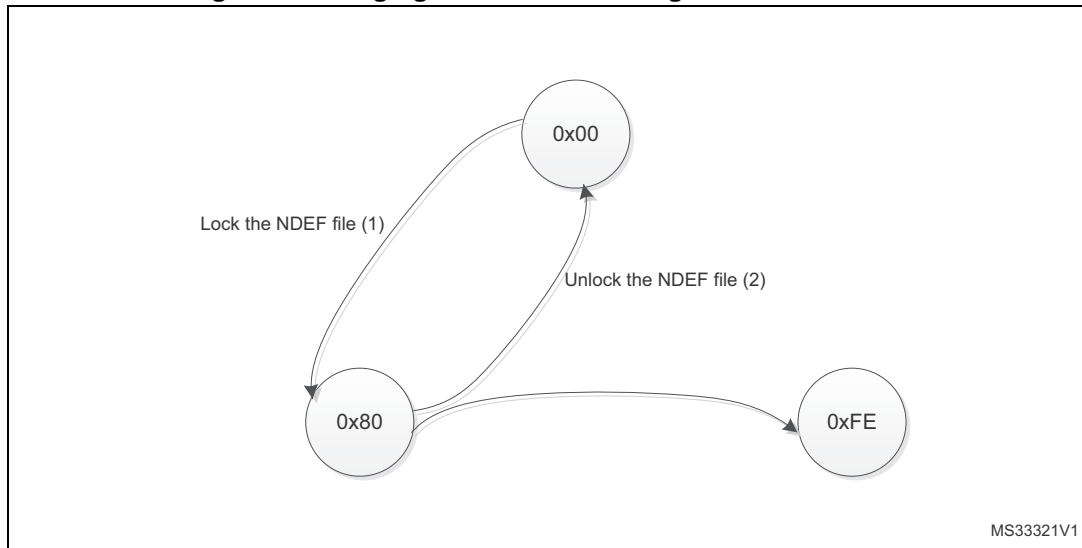 0x00
Lock the NDEF file (1)
Unlock the NDEF file (2)
0x80
0xFE
MS33321V1